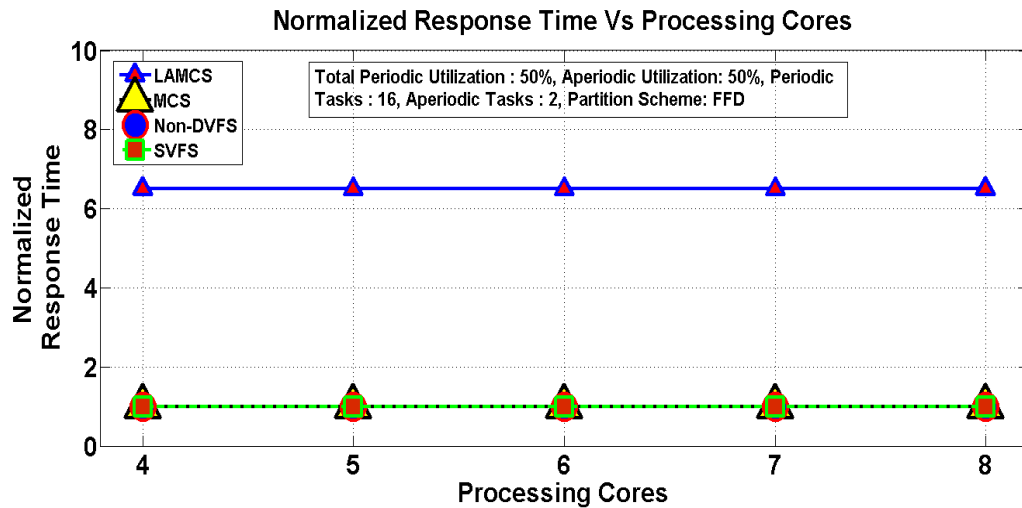 Normalized Response Time Vs Processing Cores
10
8
6
4
2
0
Normalized
Response Time
LAMCS
MCS
Non-DVFS
SVFS
Total Periodic Utilization : 50%, Aperiodic Utilization: 50%, Periodic
Tasks : 16, Aperiodic Tasks : 2, Partition Scheme: FFD
4 5 6 7 8
Processing Cores